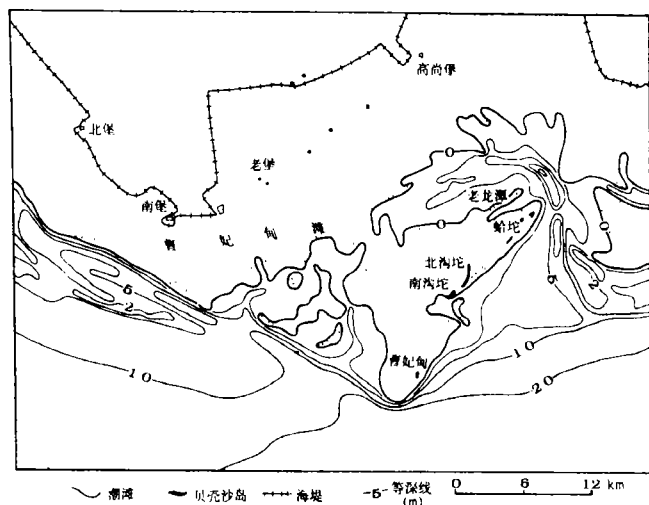 高尚堡
北堡
老堡
0
老龙潭
南堡
蛤坨
0
0
曹妃甸滩
北沟坨
5
南沟坨
5
2
2
曹妃甸
10
10
20
潮滩
贝壳沙岛
海堤
-5-等深线
(m)
0 6 12 km